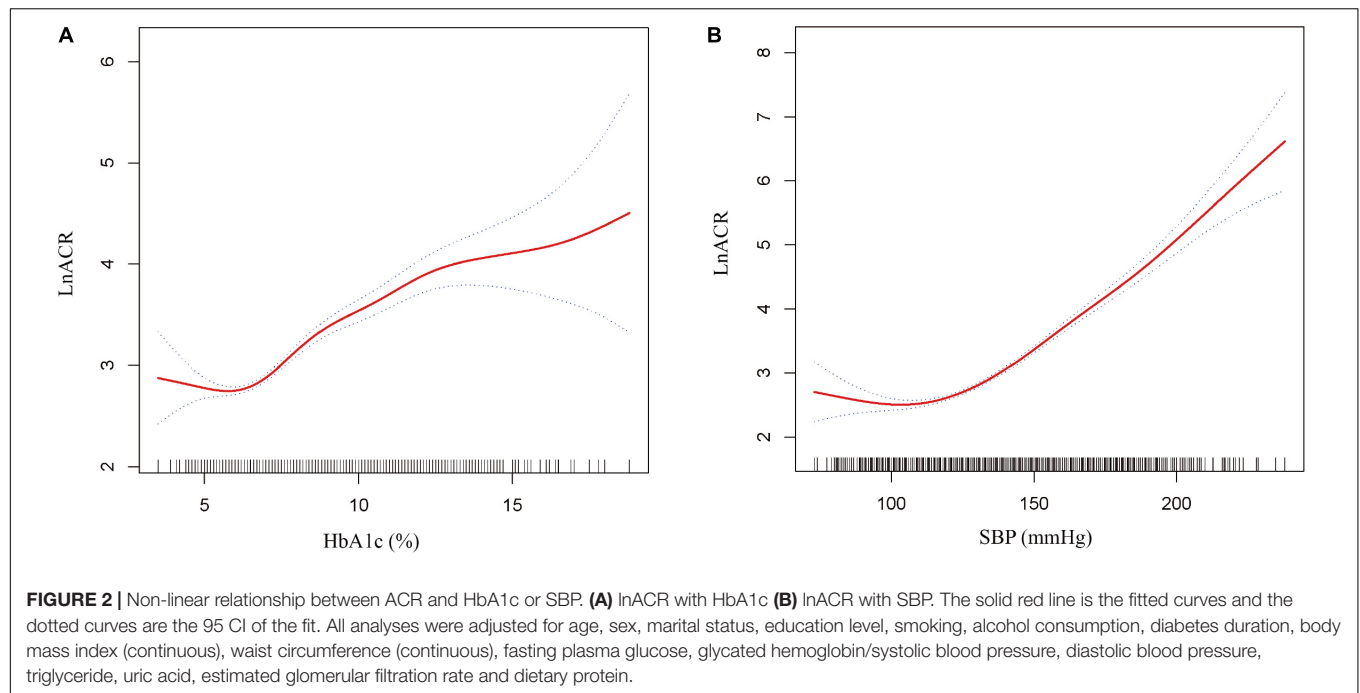 A
B
6
5
4
3
2
LnACR
5
10
15
HbA1c (%)
8
7
6
5
4
3
2
LnACR
100
150
200
SBP (mmHg)
FIGURE 2 | Non-linear relationship between ACR and HbA1c or SBP. (A) lnACR with HbA1c (B) lnACR with SBP. The solid red line is the fitted curves and the
dotted curves are the 95 CI of the fit. All analyses were adjusted for age, sex, marital status, education level, smoking, alcohol consumption, diabetes duration, body
mass index (continuous), waist circumference (continuous), fasting plasma glucose, glycated hemoglobin/systolic blood pressure, diastolic blood pressure,
triglyceride, uric acid, estimated glomerular filtration rate and dietary protein.